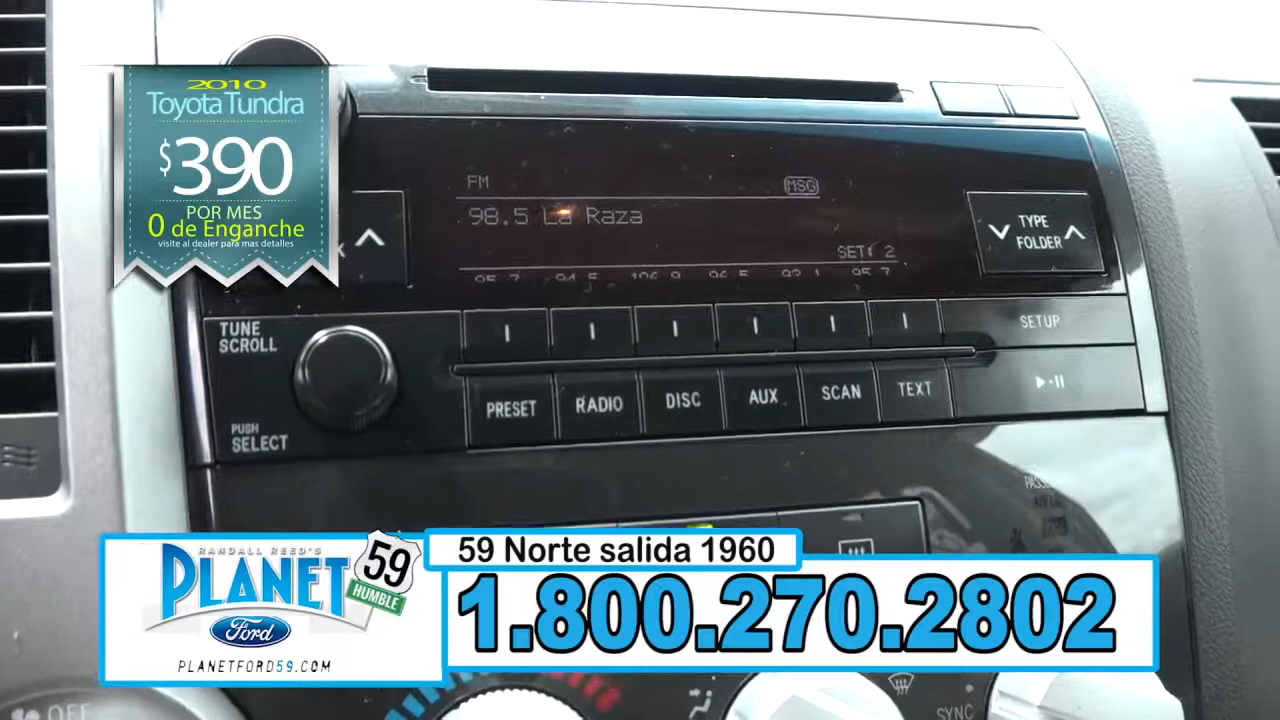 2010
Toyota Tundra
$390
POR MES
0 de Enganche
visite al dealer para mas detalles
FM
MSG
98.5 La Raza
SET: 2
TYPE
FOLDER
TUNE
SCROLL
SETUP
PRESET
RADIO
DISC
AUX
SCAN
TEXT
PUSH
SELECT
RANDALL REED'S
PLANET
59
HUMBLE
Ford
PLANETFORD59.COM
59 Norte salida 1960
1.800.270.2802
OFF
SYNC